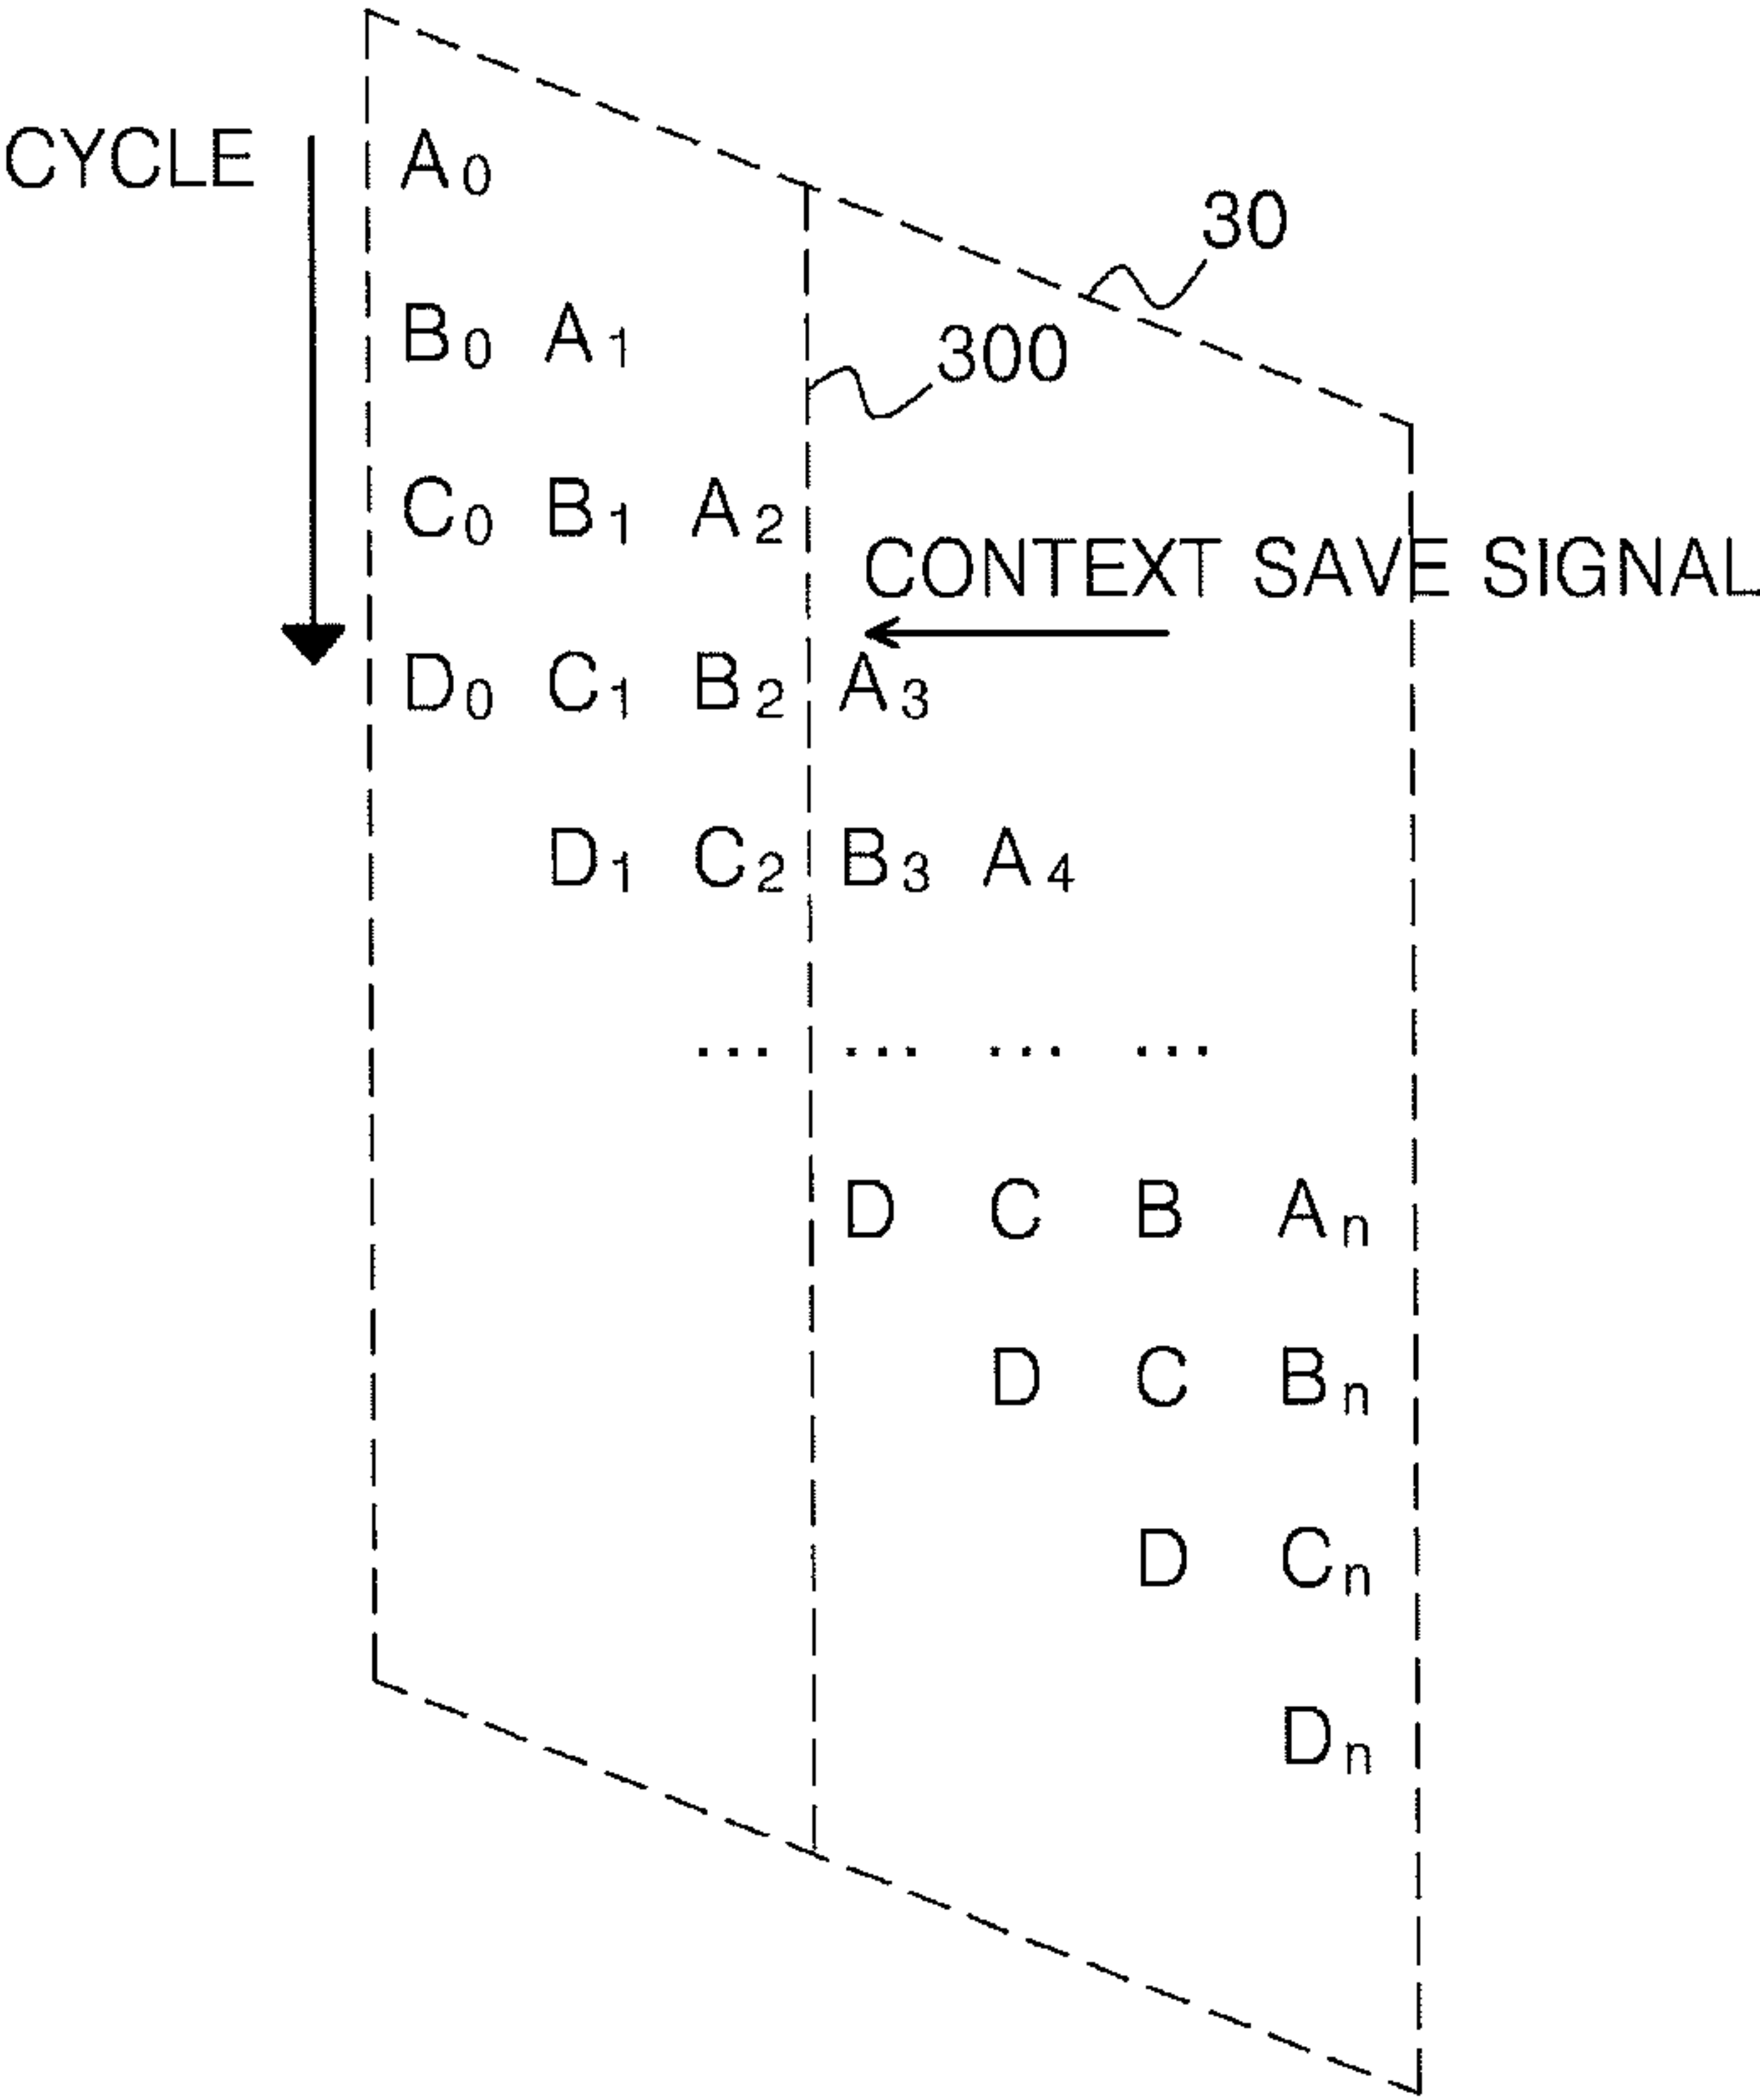 CYCLE A0
30
B0 A1
300
C0 B1 A2
CONTEXT SAVE SIGNAL
D0 C1 B2 A3
D1 C2 B3 A4
... ... ... ...
D C B An
D C Bn
D Cn
Dn